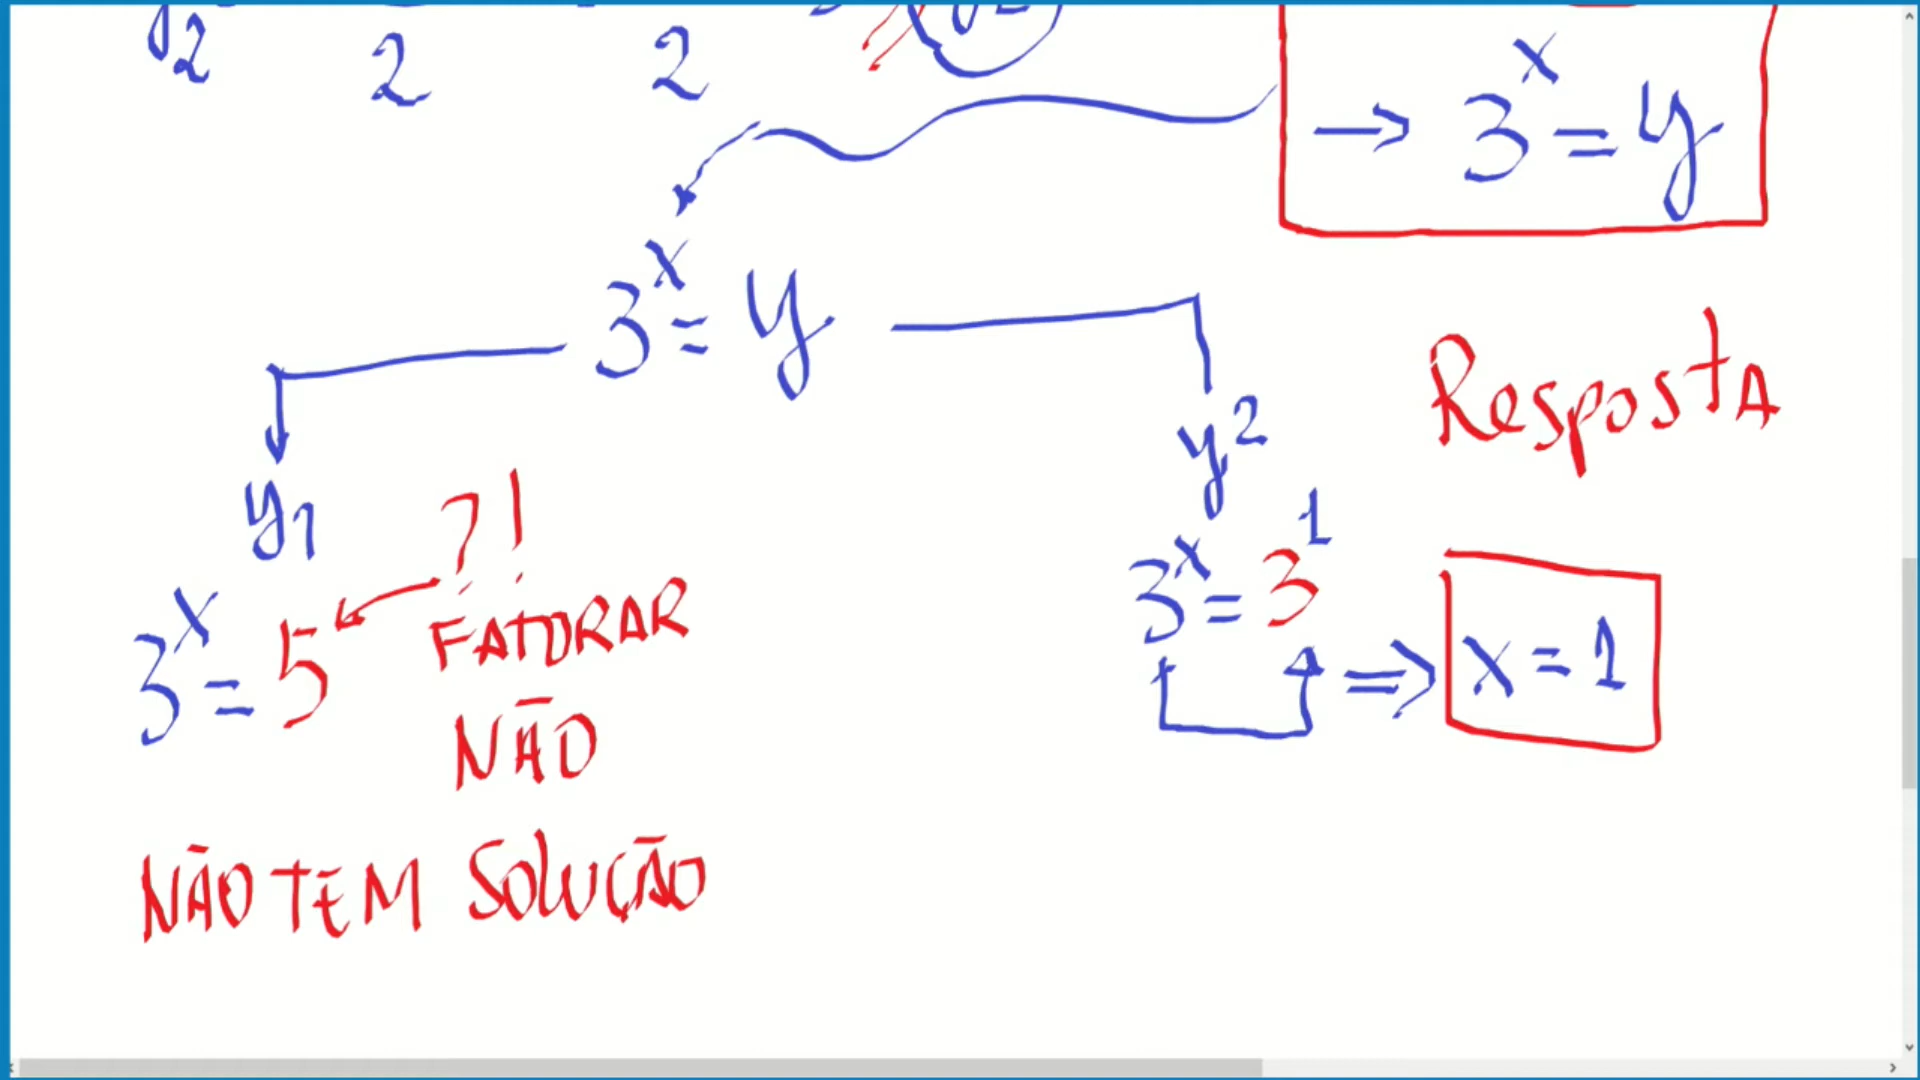 2 2 2
→ 3^x = y
3^x = y
Resposta
y1
y2
?!
3^x = 5
FATORAR
NÃO
3^x = 3^1
⇒ x = 1
NÃO TEM SOLUÇÃO